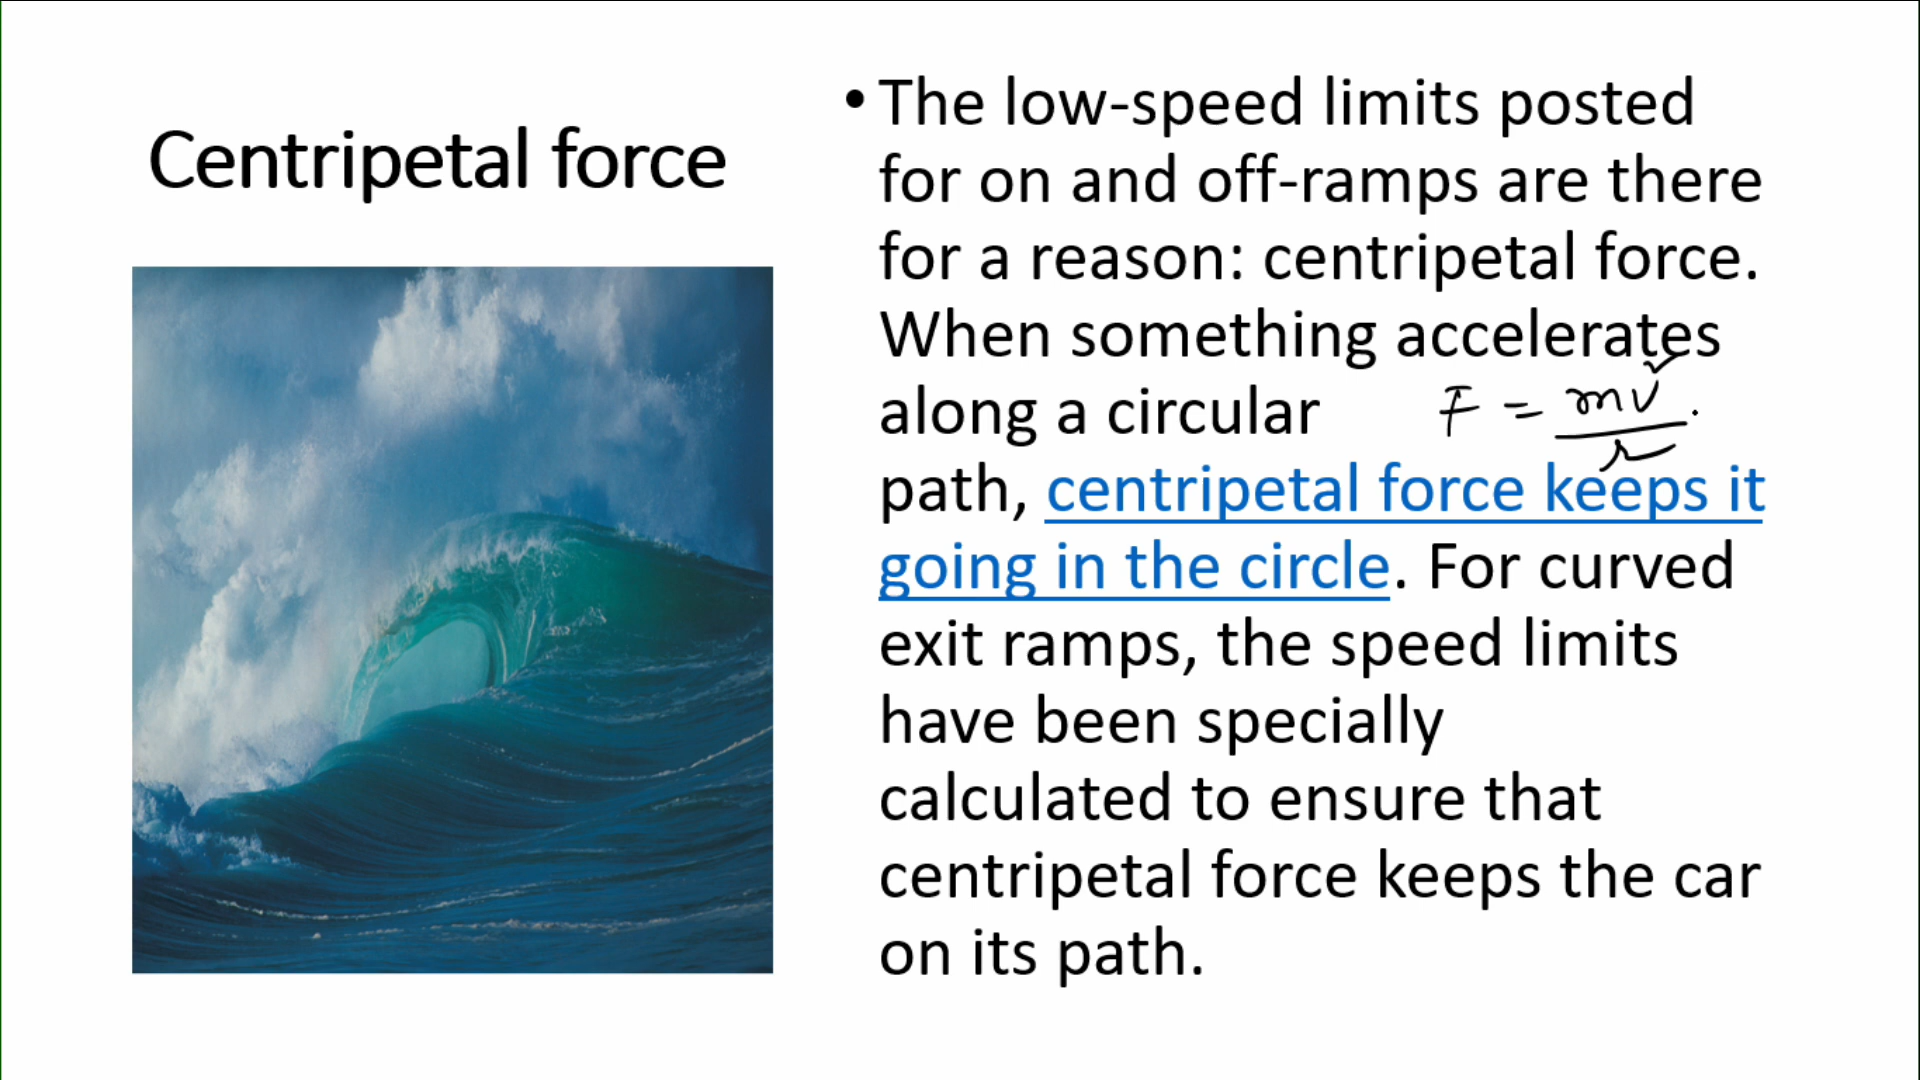 Centripetal force
• The low-speed limits posted
for on and off-ramps are there
for a reason: centripetal force.
When something accelerates
along a circular
F = mv²/r
path, centripetal force keeps it
going in the circle. For curved
exit ramps, the speed limits
have been specially
calculated to ensure that
centripetal force keeps the car
on its path.